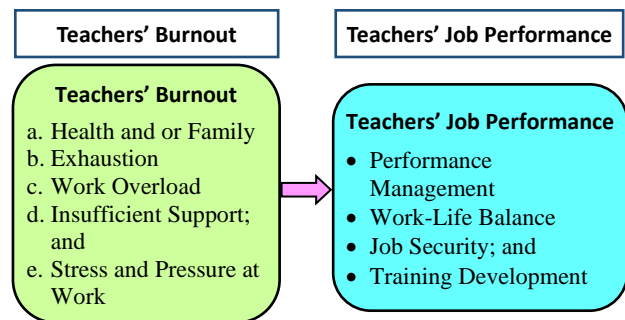 Teachers' Burnout
Teachers' Job Performance
Teachers' Burnout
a. Health and or Family
b. Exhaustion
c. Work Overload
d. Insufficient Support;
and
e. Stress and Pressure at
Work
Teachers' Job Performance
• Performance
Management
• Work-Life Balance
• Job Security; and
• Training Development